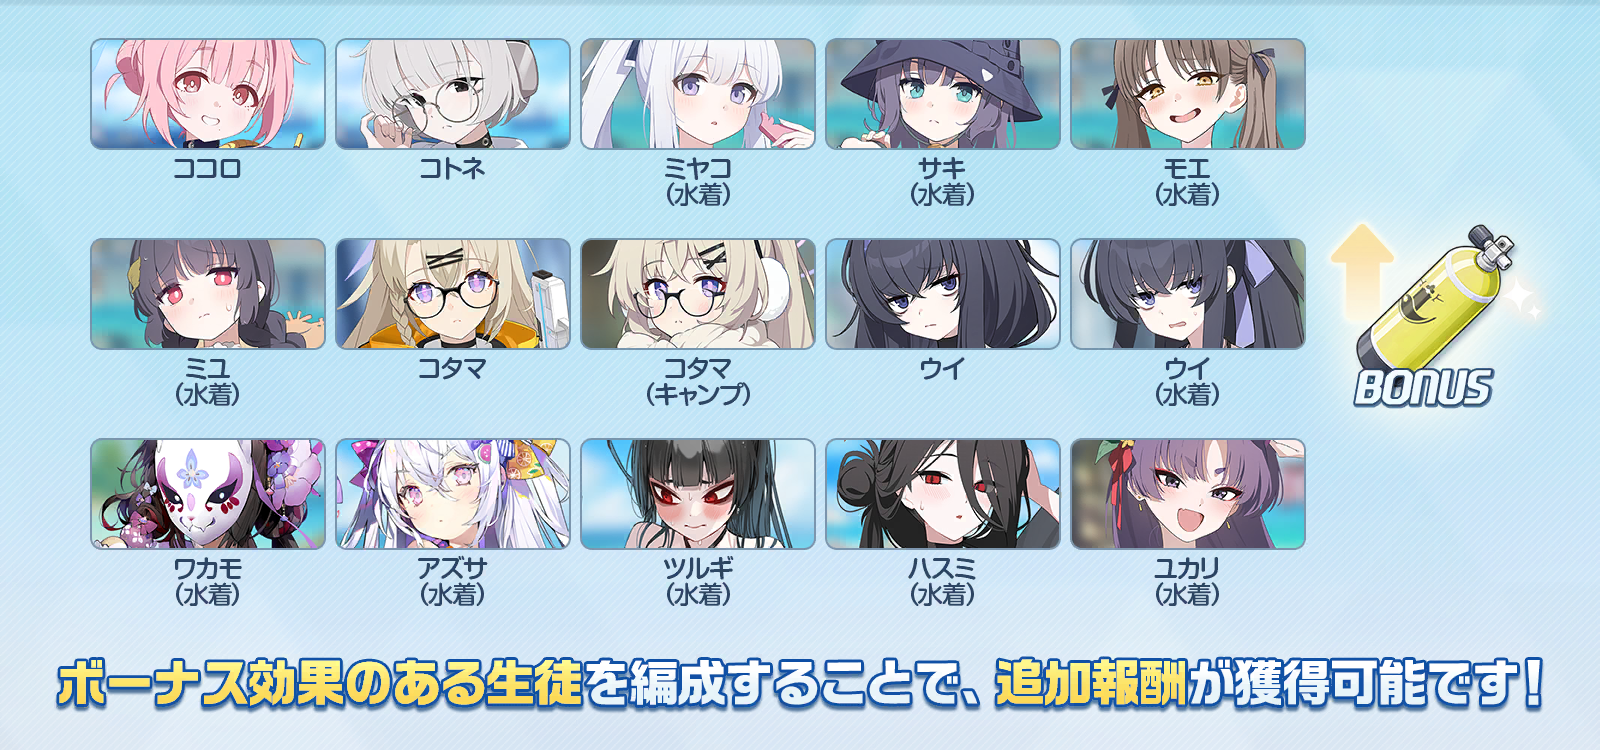 ココロ
コトネ
ミヤコ
(水着)
サキ
(水着)
モエ
(水着)
ミユ
(水着)
コタマ
コタマ
(キャンプ)
ウイ
ウイ
(水着)
BONUS
ワカモ
(水着)
アズサ
(水着)
ツルギ
(水着)
ハスミ
(水着)
ユカリ
(水着)
ボーナス効果のある生徒を編成することで、追加報酬が獲得可能です！